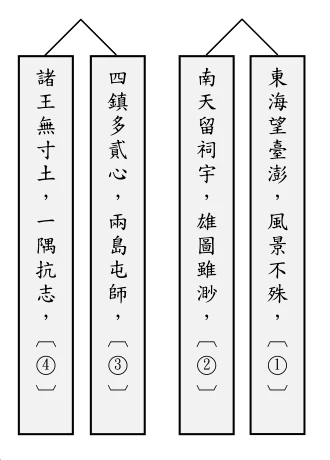 東海望臺澎，風景不殊，〔①〕
南天留祠宇，雄圖雖渺，〔②〕
四鎮多貳心，兩島屯師，〔③〕
諸王無寸土，一隅抗志，〔④〕